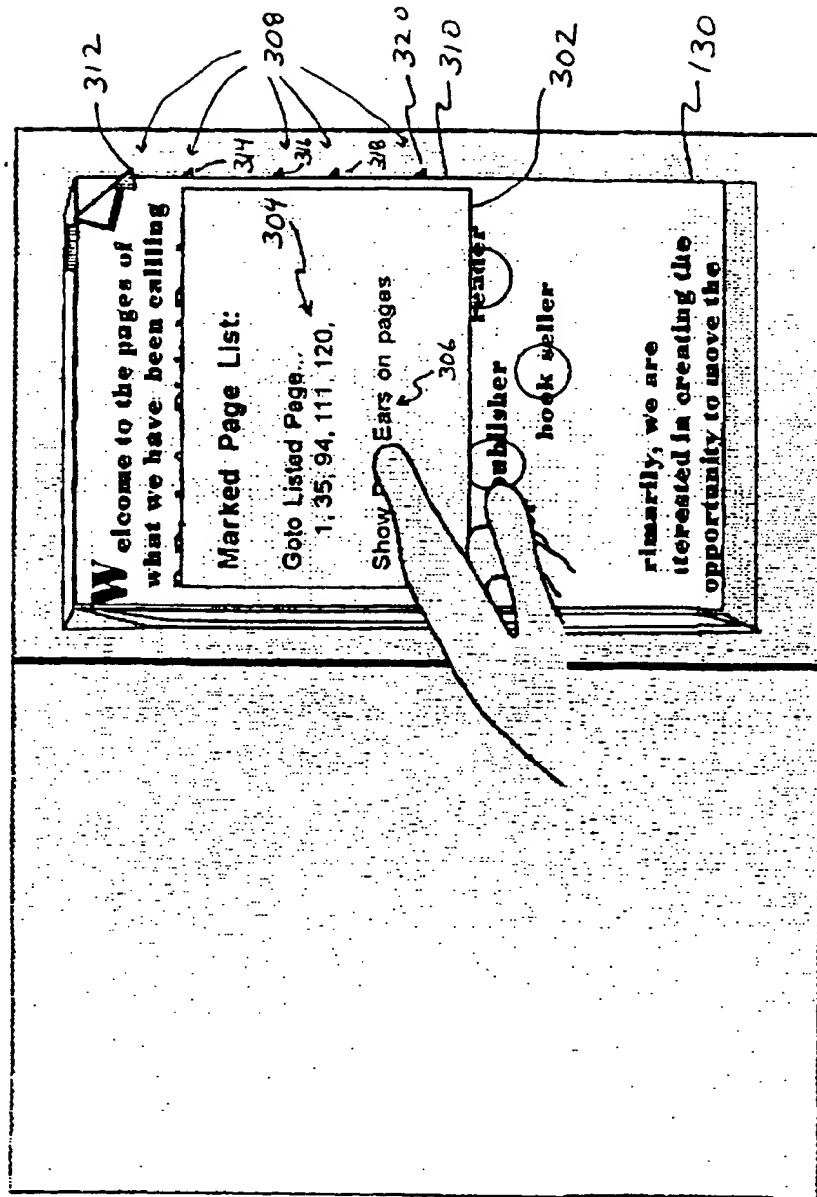 Welcome to the pages of
what we have been callling
Marked Page List:
Goto Listed Page...
1, 35, 94, 111, 120,
Show Ears on pages
reader
ublisher
book seller
rimarily, we are
iterested in creating the
opportunity to move the
312
308
314
316
318
320
310
302
304
306
130